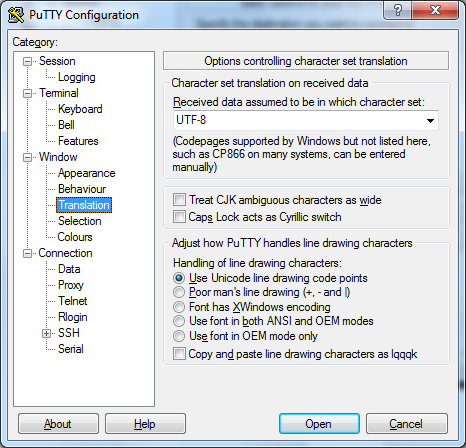 PuTTY Configuration
Category:
Session
Logging
Terminal
Keyboard
Bell
Features
Window
Appearance
Behaviour
Translation
Selection
Colours
Connection
Data
Proxy
Telnet
Rlogin
SSH
Serial
Options controlling character set translation
Character set translation on received data
Received data assumed to be in which character set:
UTF-8
(Codepages supported by Windows but not listed here,
such as CP866 on many systems, can be entered
manually)
Treat CJK ambiguous characters as wide
Caps Lock acts as Cyrillic switch
Adjust how PuTTY handles line drawing characters
Handling of line drawing characters:
Use Unicode line drawing code points
Poor man's line drawing (+, - and |)
Font has XWindows encoding
Use font in both ANSI and OEM modes
Use font in OEM mode only
Copy and paste line drawing characters as lqqqk
About
Help
Open
Cancel